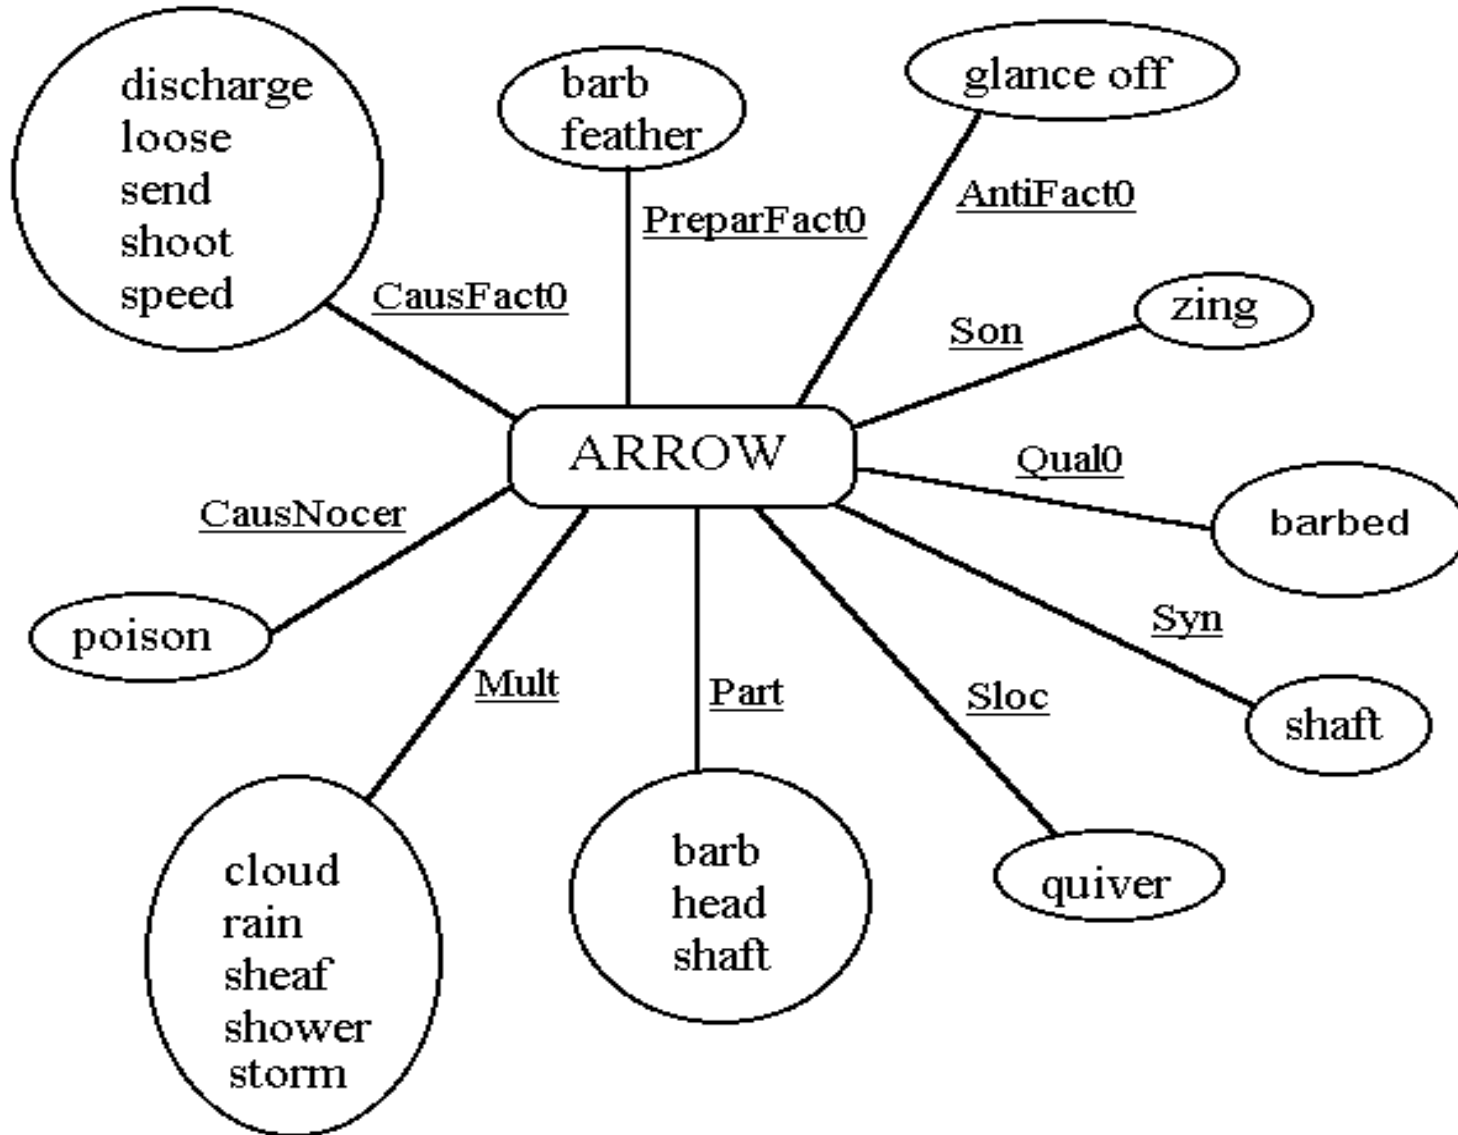 discharge
loose
send
shoot
speed
barb
feather
glance off
PreparFact0
AntiFact0
CausFact0
Son
zing
ARROW
Qual0
barbed
CausNocer
poison
Syn
shaft
Mult
Part
Sloc
cloud
rain
sheaf
shower
storm
barb
head
shaft
quiver